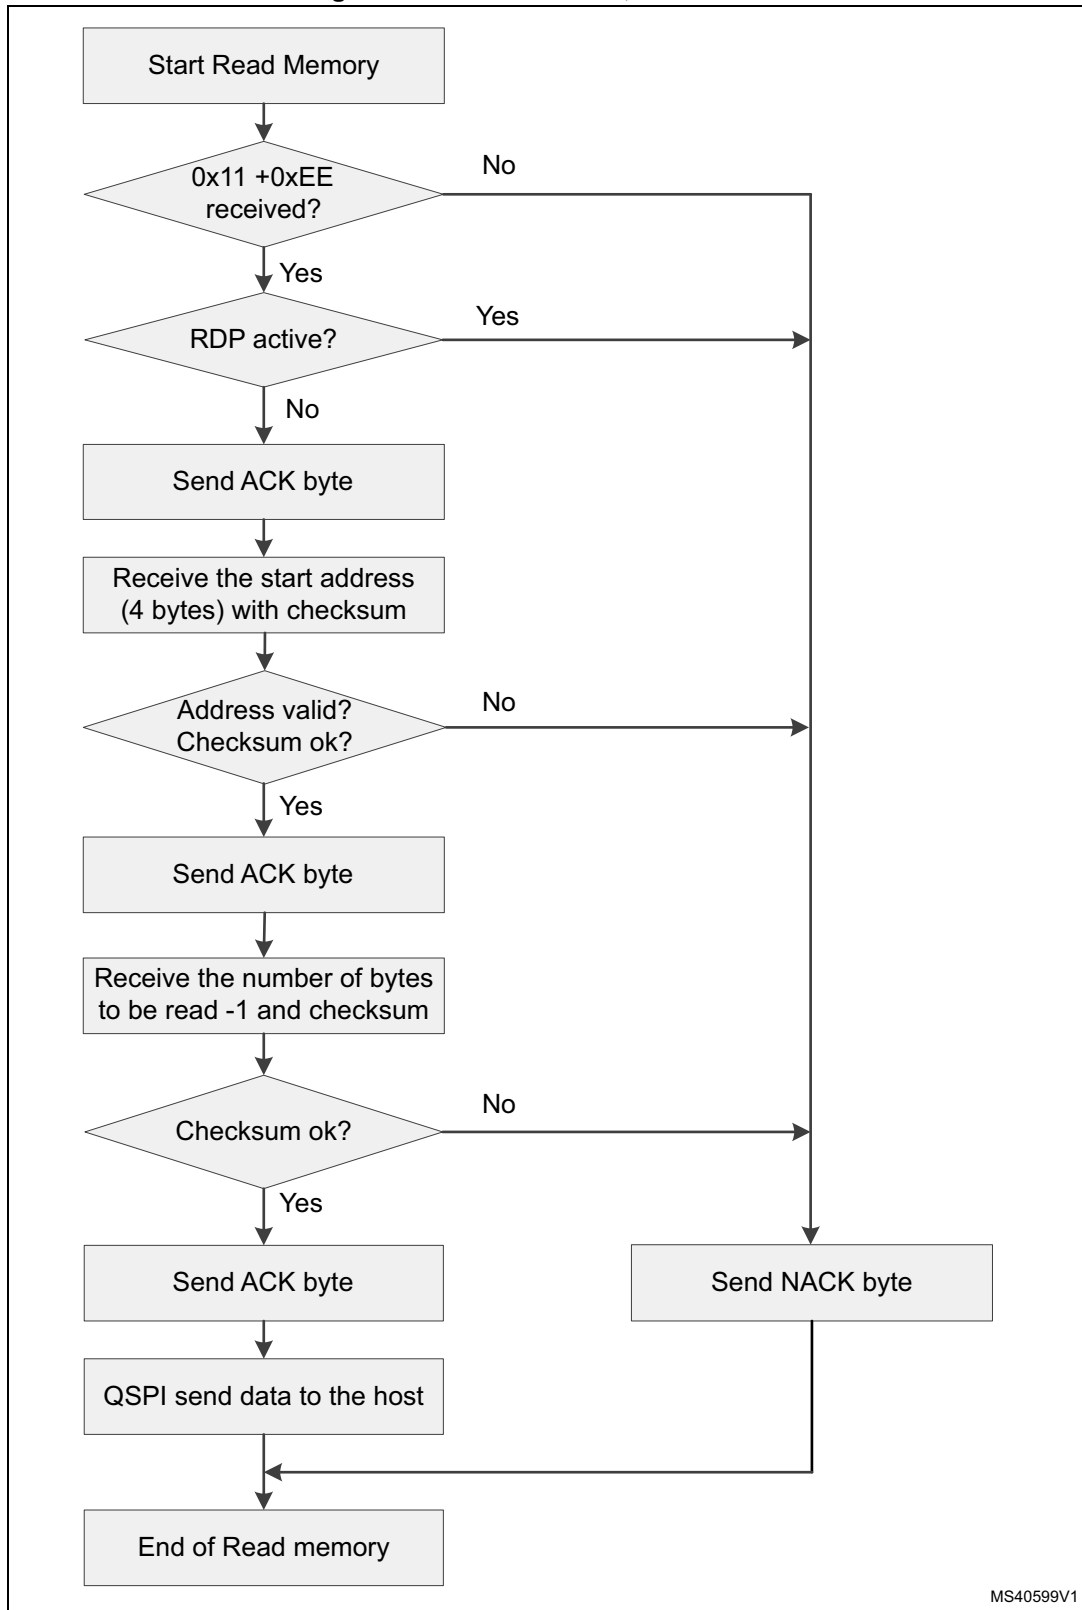 Start Read Memory
0x11 +0xEE
received?
No
Yes
RDP active?
Yes
No
Send ACK byte
Receive the start address
(4 bytes) with checksum
Address valid?
Checksum ok?
No
Yes
Send ACK byte
Receive the number of bytes
to be read -1 and checksum
Checksum ok?
No
Yes
Send ACK byte
Send NACK byte
QSPI send data to the host
End of Read memory
MS40599V1